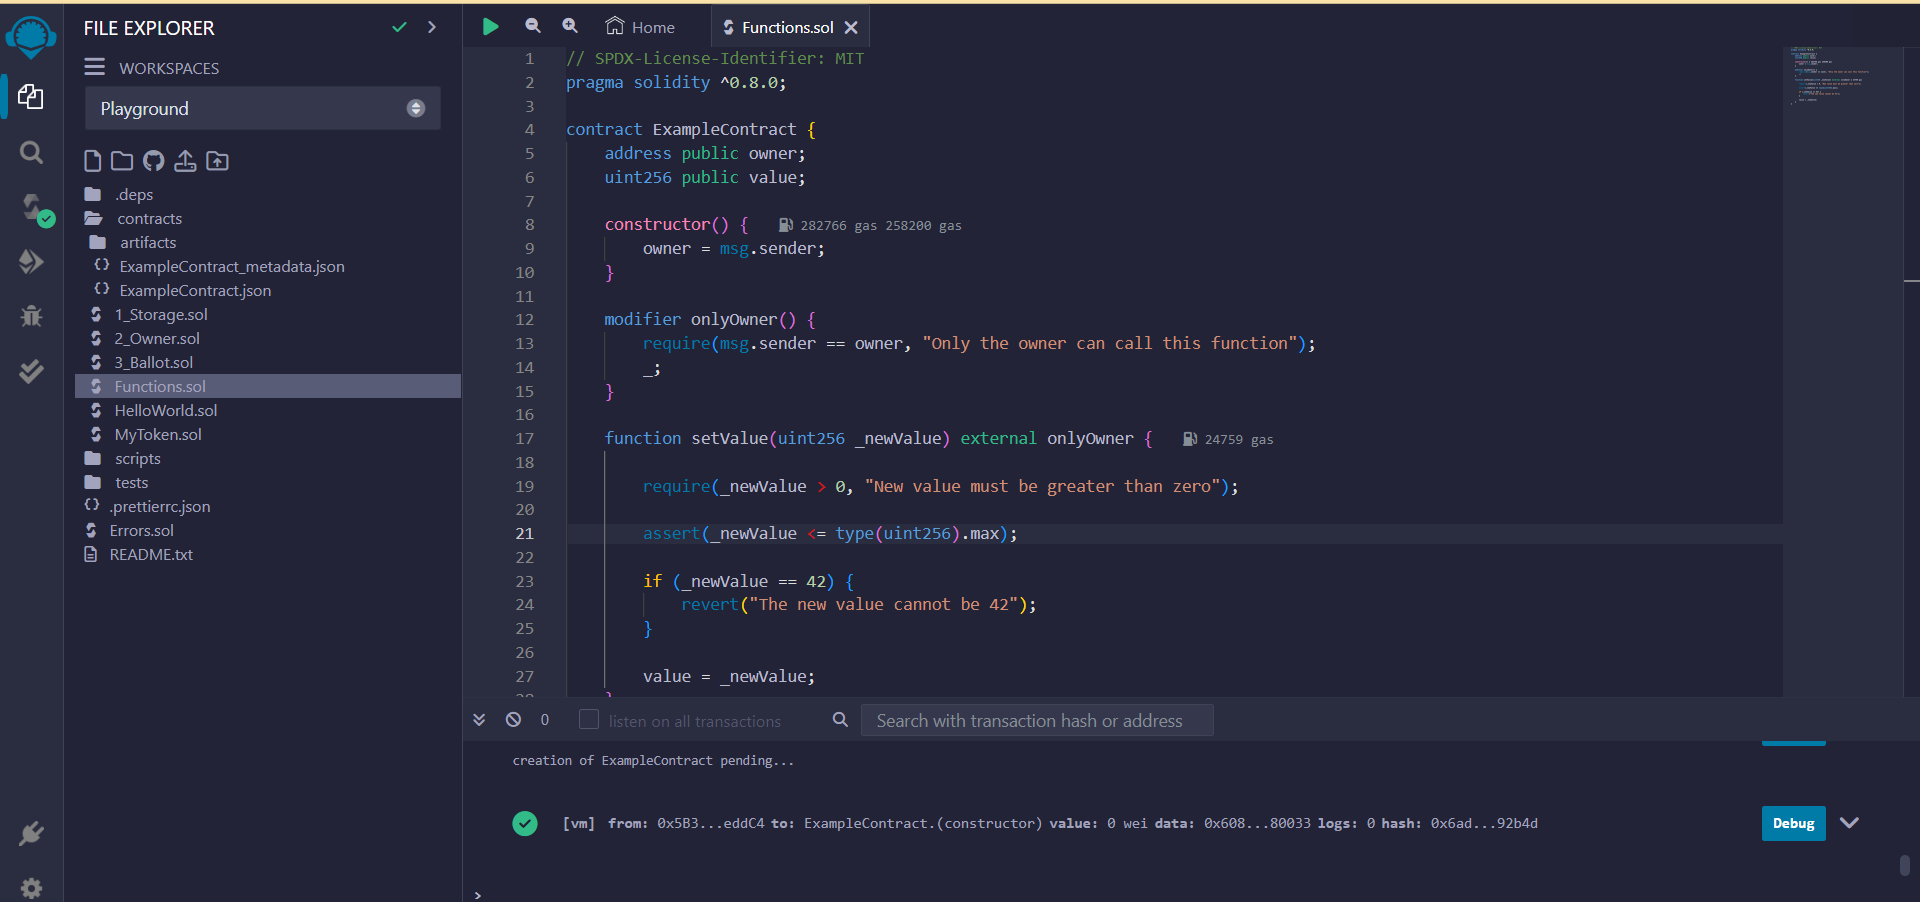 FILE EXPLORER
WORKSPACES
Playground
.deps
contracts
artifacts
ExampleContract_metadata.json
ExampleContract.json
1_Storage.sol
2_Owner.sol
3_Ballot.sol
Functions.sol
HelloWorld.sol
MyToken.sol
scripts
tests
.prettierrc.json
Errors.sol
README.txt
Home
Functions.sol
1 // SPDX-License-Identifier: MIT
2 pragma solidity ^0.8.0;
3
4 contract ExampleContract {
5 address public owner;
6 uint256 public value;
7
8 constructor() { 282766 gas 258200 gas
9 owner = msg.sender;
10 }
11
12 modifier onlyOwner() {
13 require(msg.sender == owner, "Only the owner can call this function");
14 _;
15 }
16
17 function setValue(uint256 _newValue) external onlyOwner { 24759 gas
18
19 require(_newValue > 0, "New value must be greater than zero");
20
21 assert(_newValue <= type(uint256).max);
22
23 if (_newValue == 42) {
24 revert("The new value cannot be 42");
25 }
26
27 value = _newValue;
28 }
0 listen on all transactions Search with transaction hash or address
creation of ExampleContract pending...
[vm] from: 0x5B3...eddC4 to: ExampleContract.(constructor) value: 0 wei data: 0x608...80033 logs: 0 hash: 0x6ad...92b4d
Debug
>